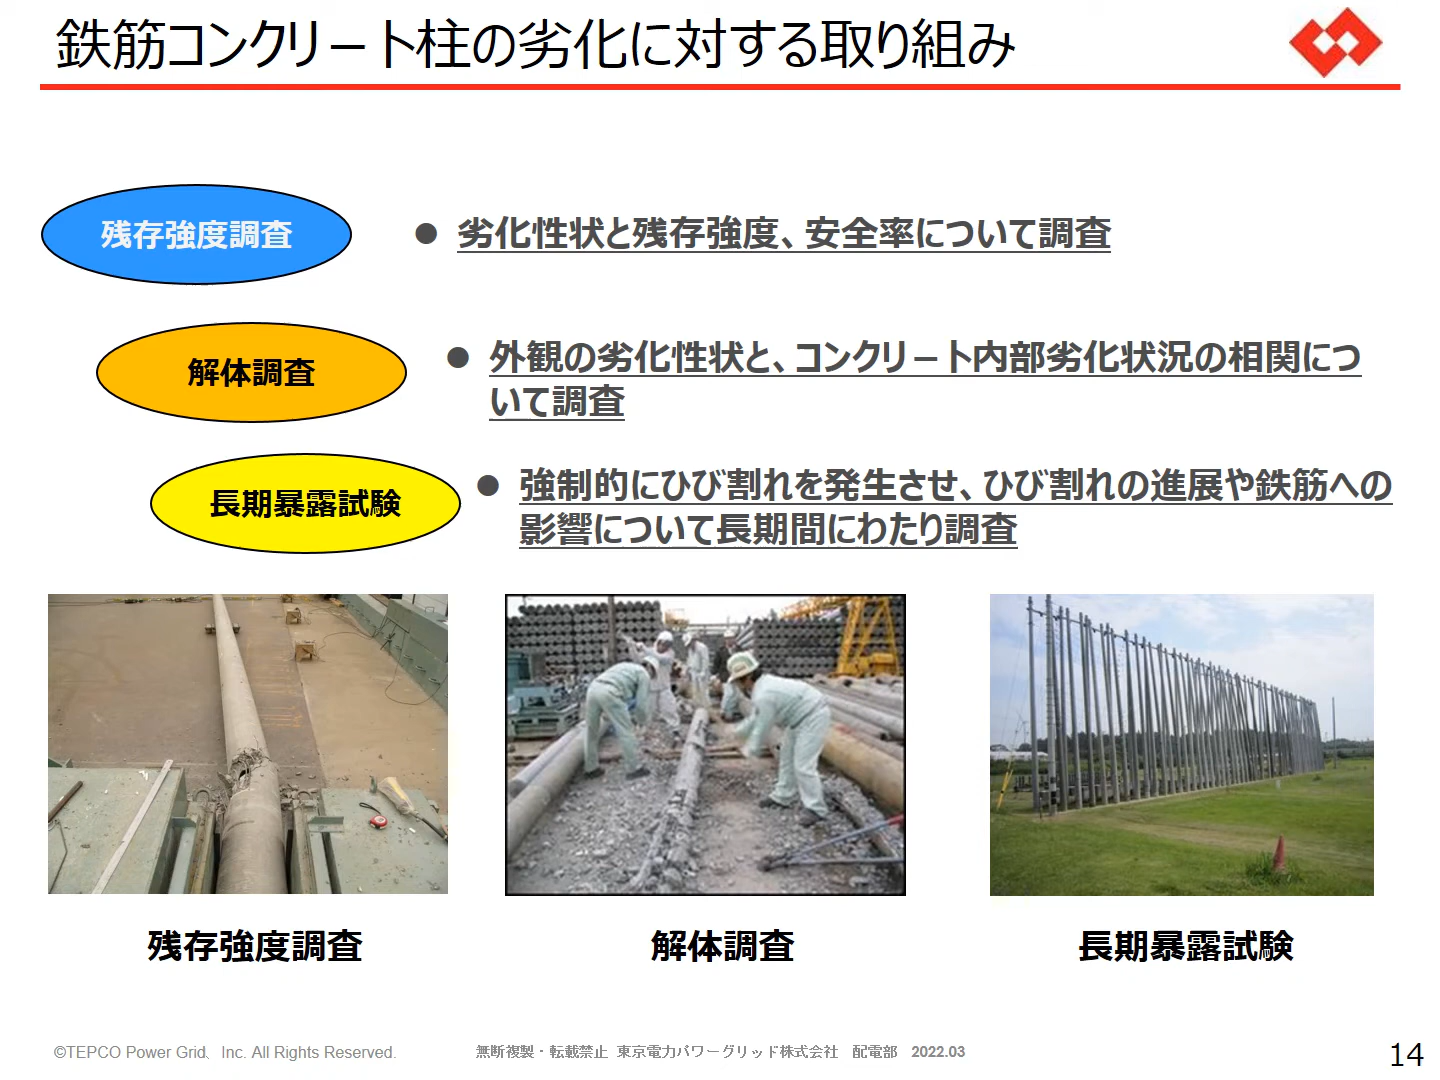 鉄筋コンクリート柱の劣化に対する取り組み
残存強度調査
● 劣化性状と残存強度、安全率について調査
解体調査
● 外観の劣化性状と、コンクリート内部劣化状況の相関につ
いて調査
長期暴露試験
● 強制的にひび割れを発生させ、ひび割れの進展や鉄筋への
影響について長期間にわたり調査
残存強度調査
解体調査
長期暴露試験
©TEPCO Power Grid、Inc. All Rights Reserved.
無断複製・転載禁止 東京電力パワーグリッド株式会社 配電部 2022.03
14